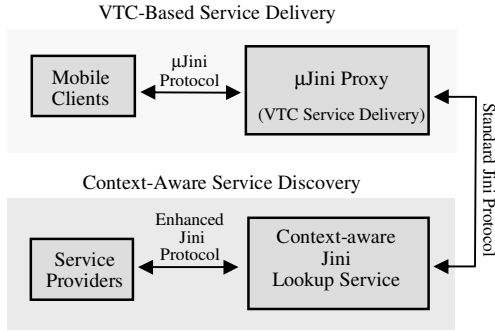 VTC-Based Service Delivery
Mobile
Clients
µJini
Protocol
µJini Proxy
(VTC Service Delivery)
Standard Jini Protocol
Context-Aware Service Discovery
Service
Providers
Enhanced
Jini
Protocol
Context-aware
Jini
Lookup Service